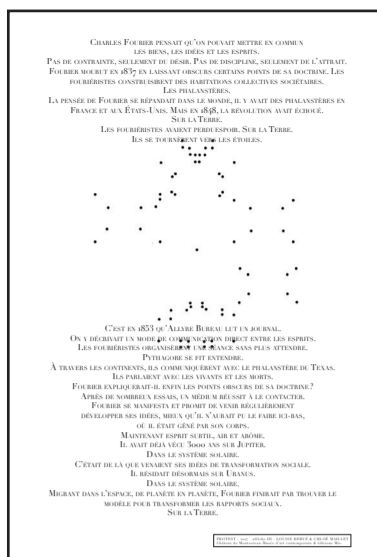 Charles Fourier pensait qu'on pouvait mettre en commun
les biens, les idées et les esprits.
Pas de contrainte, seulement du désir. Pas de discipline, seulement de l'attrait.
Fourier mourut en 1837 en laissant obscurs certains points de sa doctrine. Les
fouriéristes construisirent des habitations collectives sociétaires.
Les phalanstères.
La pensée de Fourier se répandait dans le monde, il y avait des phalanstères en
France et aux États-Unis. Mais en 1848, la révolution avait échoué.
Sur la Terre.
Les fouriéristes avaient perdu espoir. Sur la Terre.
Ils se tournèrent vers les étoiles.
C'est en 1853 qu'Allyre Bureau lut un journal.
On y décrivait un mode de communication direct entre les esprits.
Les fouriéristes organisèrent une séance sans plus attendre.
Pythagore se fit entendre.
À travers les continents, ils communiquèrent avec le phalanstère du Texas.
Ils parlaient avec les vivants et les morts.
Fourier expliquerait-il enfin les points obscurs de sa doctrine?
Après de nombreux essais, un médium réussit à le contacter.
Fourier se manifesta et promit de venir régulièrement
développer ses idées, mieux qu'il n'aurait pu le faire ici-bas,
où il était gêné par son corps.
Maintenant esprit subtil, air et arôme.
Il avait déjà vécu 3000 ans sur Jupiter.
Dans le système solaire.
C'était de là que venaient ses idées de transformation sociale.
Il résidait désormais sur Uranus.
Dans le système solaire.
Migrant dans l'espace, de planète en planète, Fourier finirait par trouver le
modèle pour transformer les rapports sociaux.
Sur la Terre.